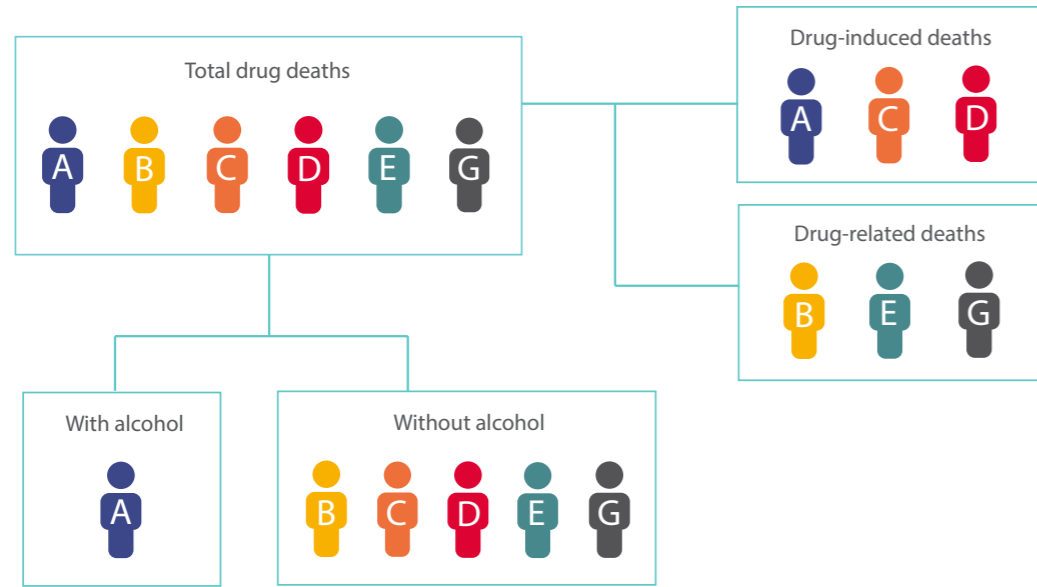 Total drug deaths
A B C D E G
Drug-induced deaths
A C D
Drug-related deaths
B E G
With alcohol
A
Without alcohol
B C D E G